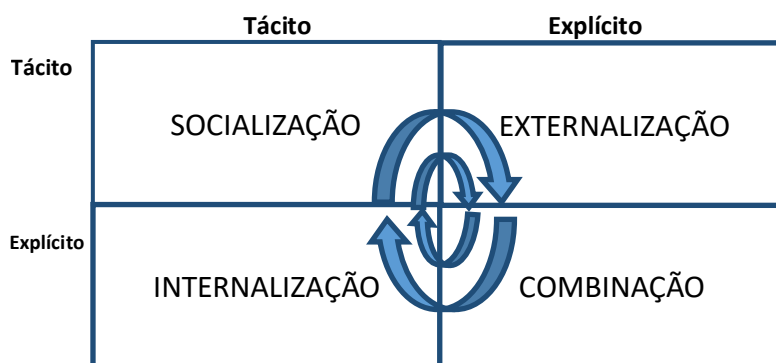 Tácito Explícito
Tácito
SOCIALIZAÇÃO EXTERNALIZAÇÃO
Explícito
INTERNALIZAÇÃO COMBINAÇÃO